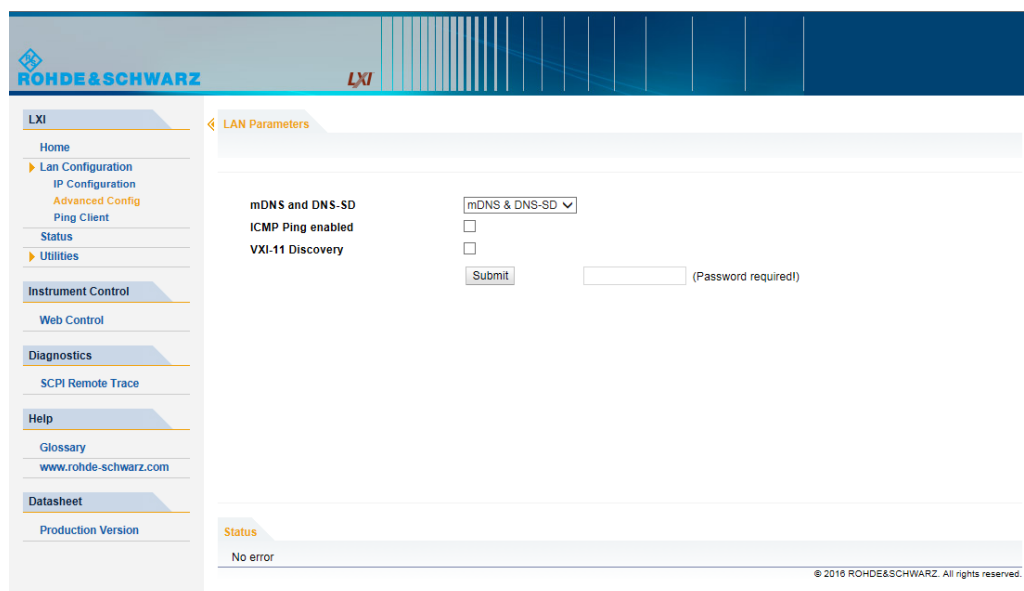 ROHDE&SCHWARZ
LXI
LXI
Home
Lan Configuration
IP Configuration
Advanced Config
Ping Client
Status
Utilities
Instrument Control
Web Control
Diagnostics
SCPI Remote Trace
Help
Glossary
www.rohde-schwarz.com
Datasheet
Production Version
LAN Parameters
mDNS and DNS-SD mDNS & DNS-SD
ICMP Ping enabled
VXI-11 Discovery
Submit (Password required!)
Status
No error
© 2016 ROHDE&SCHWARZ. All rights reserved.